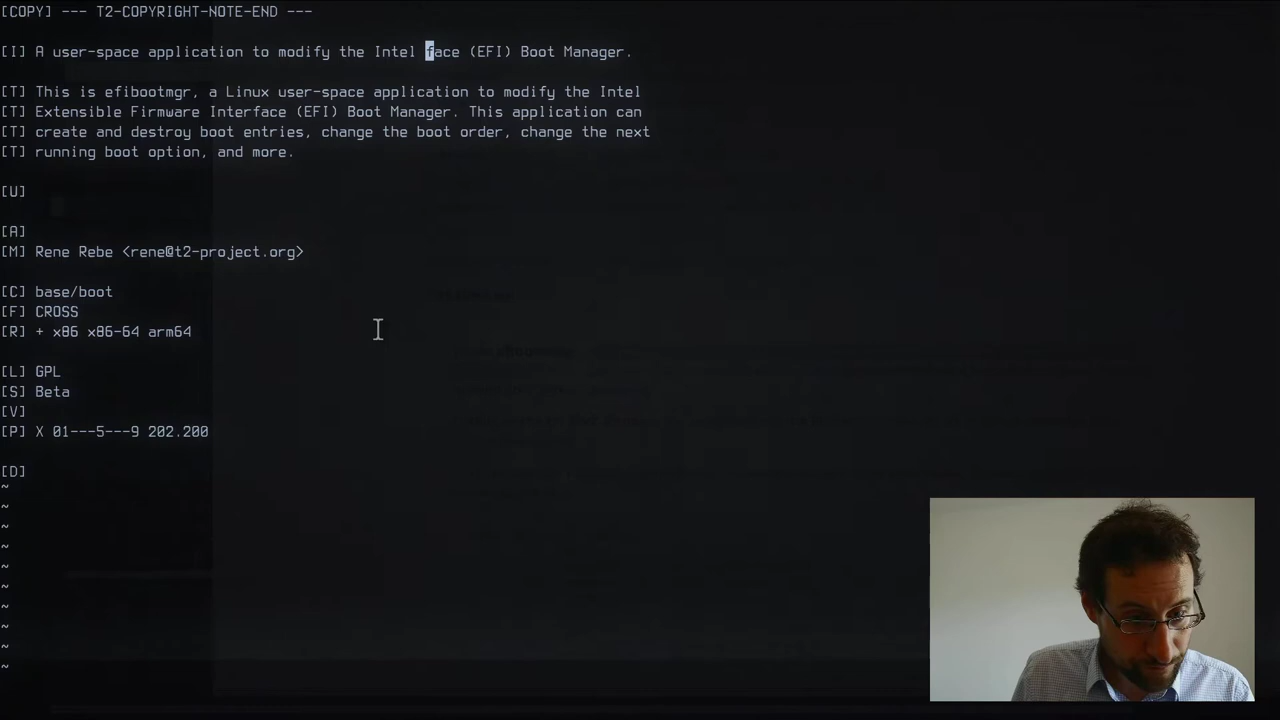 [COPY] --- T2-COPYRIGHT-NOTE-END ---
[I] A user-space application to modify the Intel face (EFI) Boot Manager.
[T] This is efibootmgr, a Linux user-space application to modify the Intel
[T] Extensible Firmware Interface (EFI) Boot Manager. This application can
[T] create and destroy boot entries, change the boot order, change the next
[T] running boot option, and more.
[U]
[A]
[M] Rene Rebe <rene@t2-project.org>
[C] base/boot
[F] CROSS
[R] + x86 x86-64 arm64
[L] GPL
[S] Beta
[V]
[P] X 01---5---9 202.200
[D]
~
~
~
~
~
~
~
~
~
~